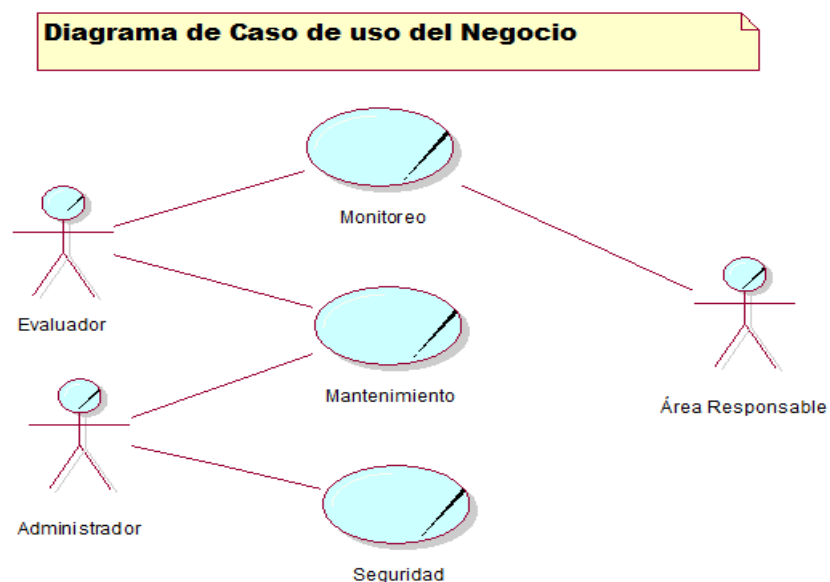 Diagrama de Caso de uso del Negocio
Monitoreo
Evaluador
Mantenimiento
Área Responsable
Administrador
Seguridad